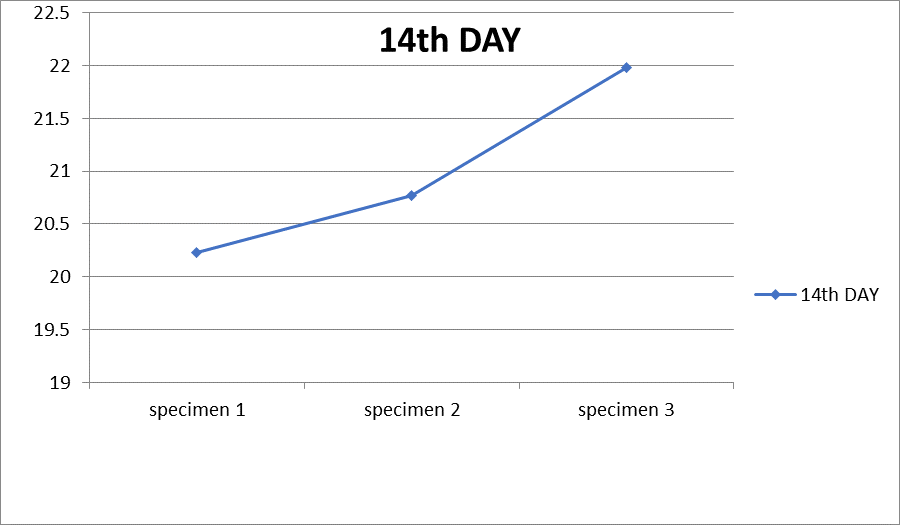 14th DAY
22.5
22
21.5
21
20.5
20
19.5
19
specimen 1
specimen 2
specimen 3
14th DAY